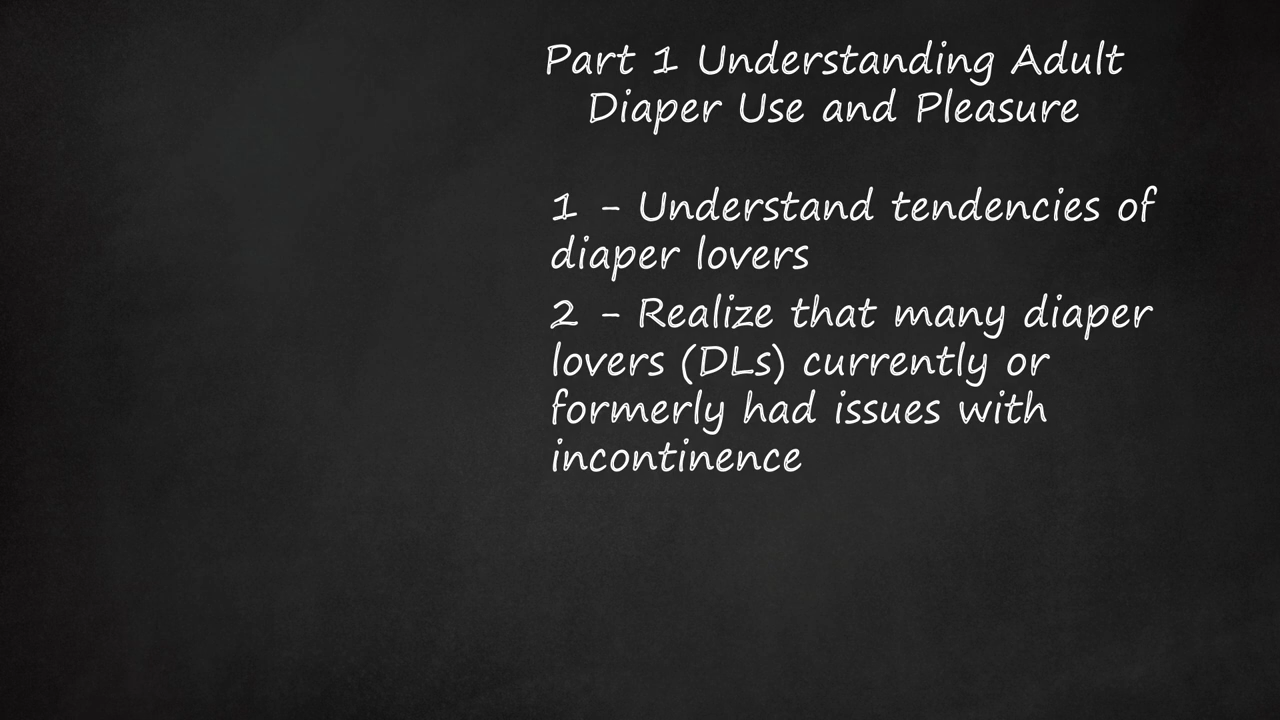 Part 1 Understanding Adult
Diaper Use and Pleasure
1 - Understand tendencies of
diaper lovers
2 - Realize that many diaper
lovers (DLs) currently or
formerly had issues with
incontinence